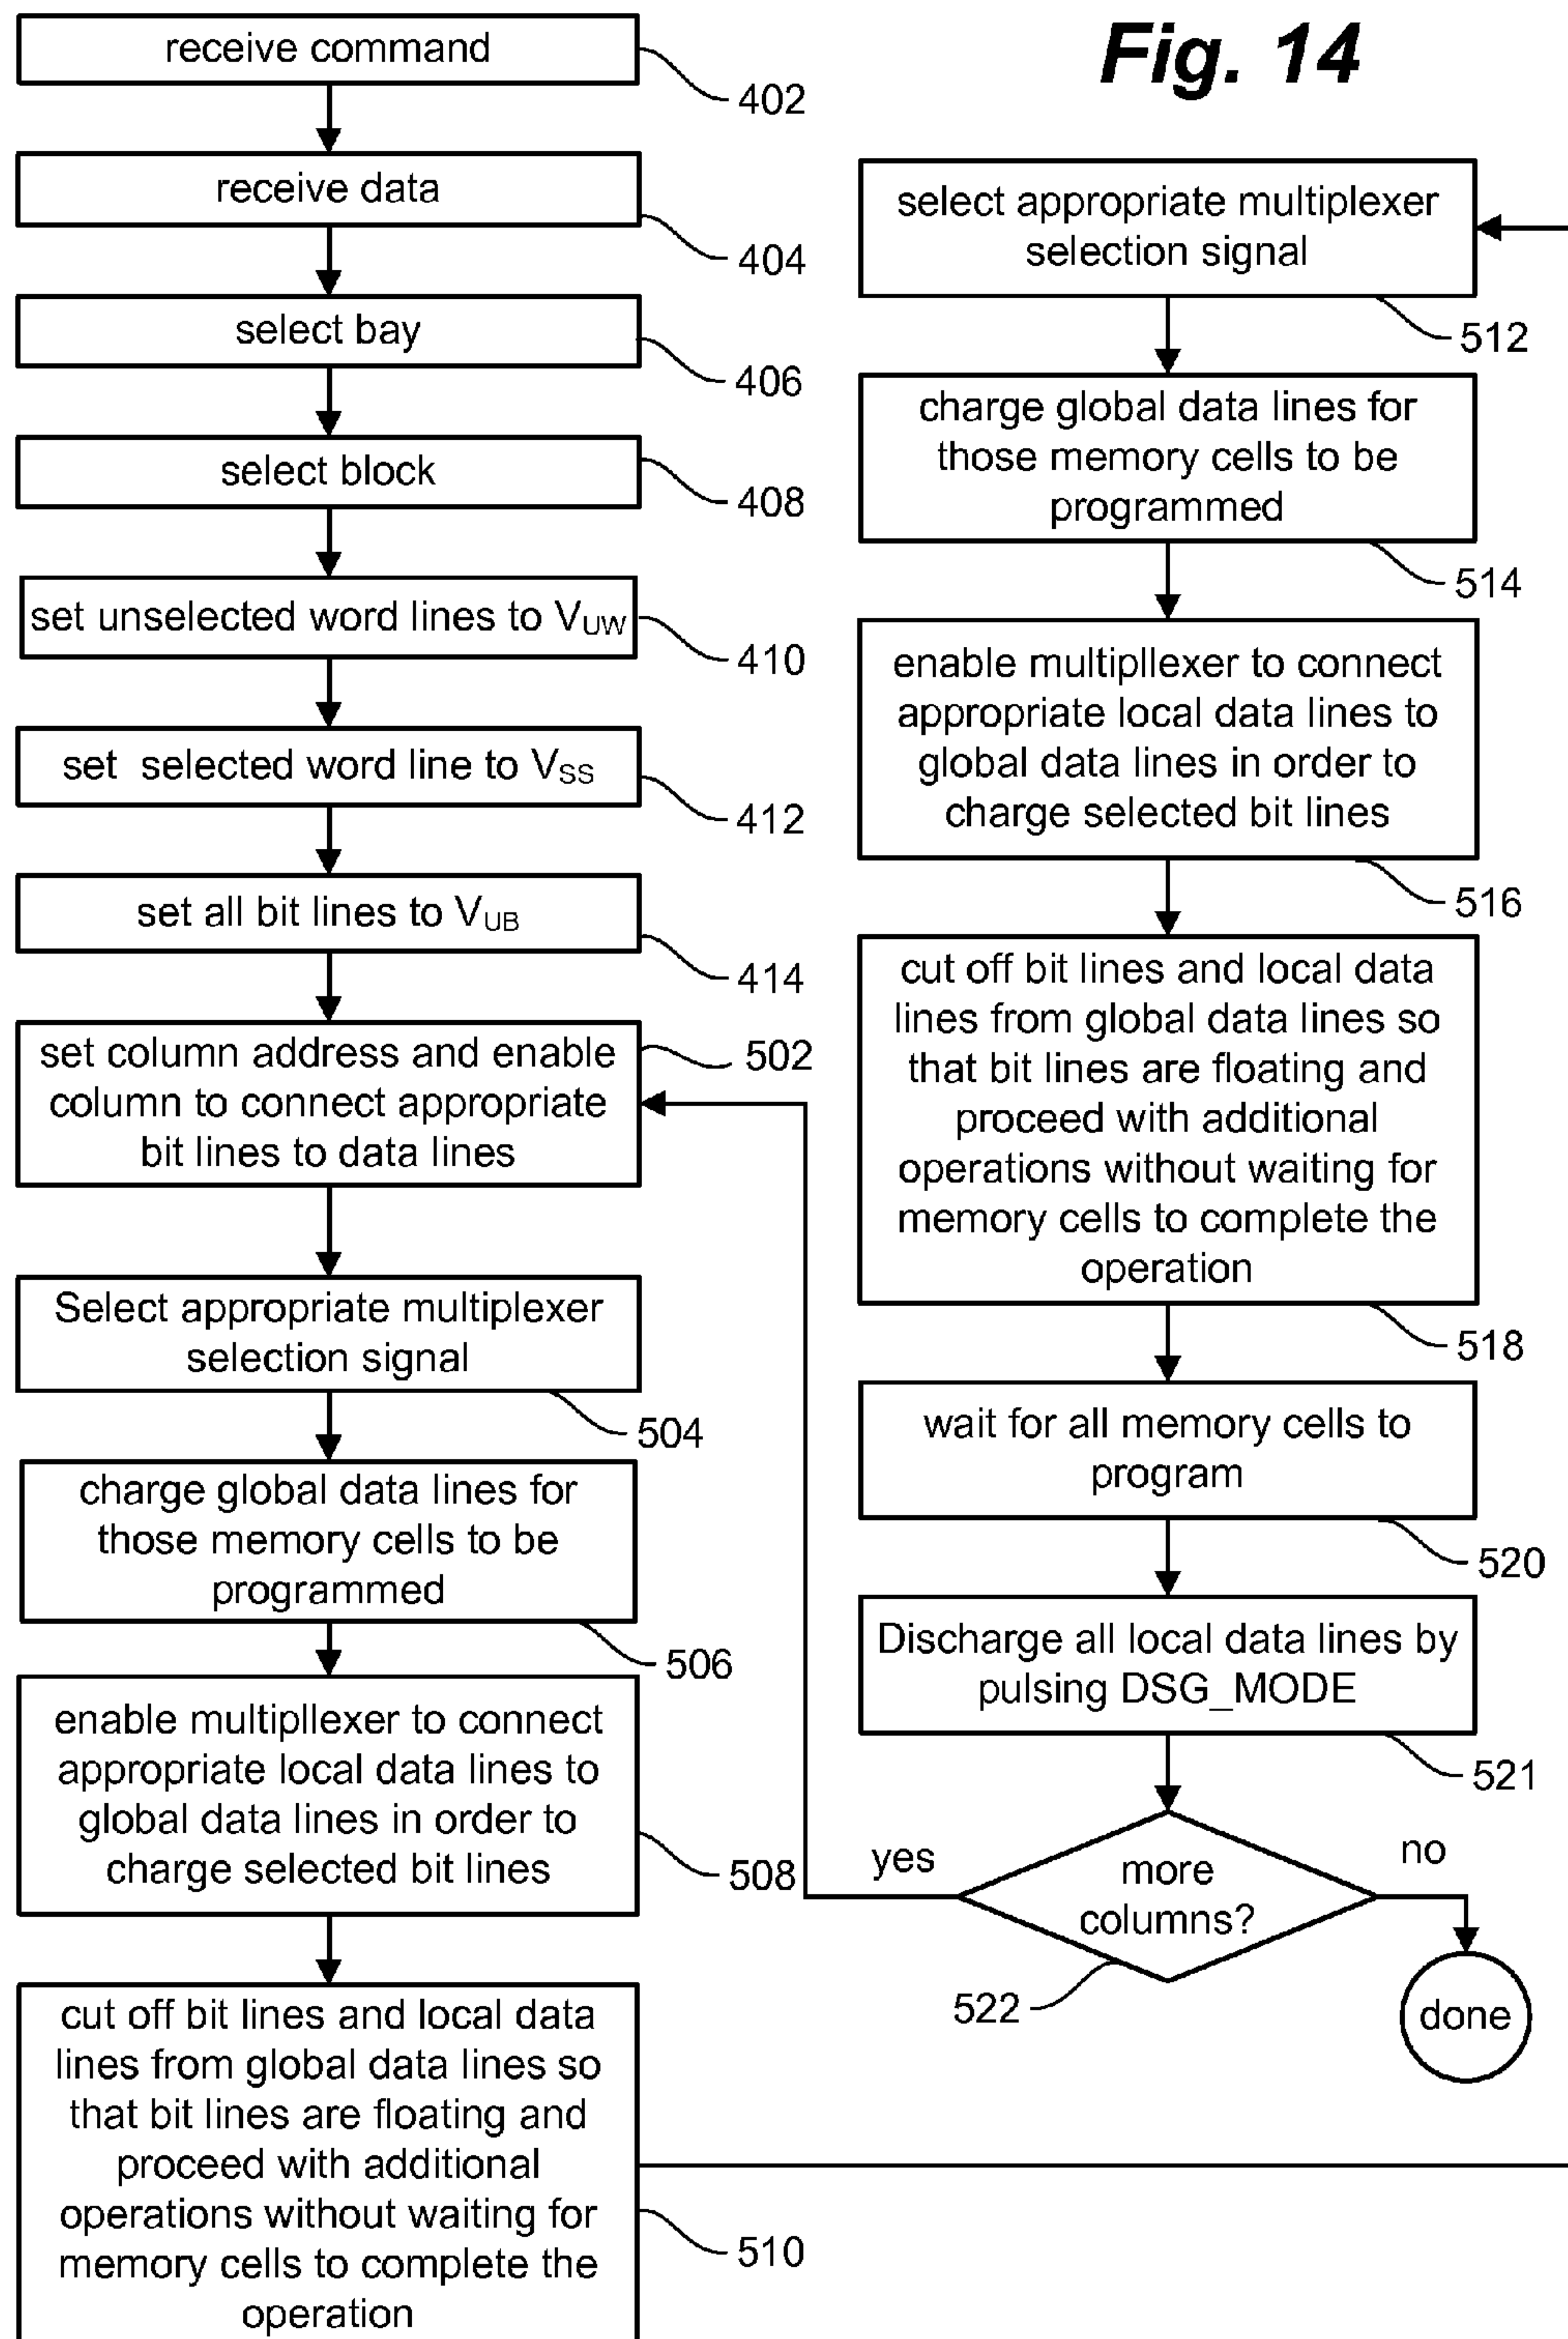 Fig. 14
receive command
402
receive data
404
select bay
406
select block
408
set unselected word lines to VUW
410
set selected word line to VSS
412
set all bit lines to VUB
414
set column address and enable
column to connect appropriate
bit lines to data lines
502
Select appropriate multiplexer
selection signal
504
charge global data lines for
those memory cells to be
programmed
506
enable multipllexer to connect
appropriate local data lines to
global data lines in order to
charge selected bit lines
508
cut off bit lines and local data
lines from global data lines so
that bit lines are floating and
proceed with additional
operations without waiting for
memory cells to complete the
operation
510
select appropriate multiplexer
selection signal
512
charge global data lines for
those memory cells to be
programmed
514
enable multipllexer to connect
appropriate local data lines to
global data lines in order to
charge selected bit lines
516
cut off bit lines and local data
lines from global data lines so
that bit lines are floating and
proceed with additional
operations without waiting for
memory cells to complete the
operation
518
wait for all memory cells to
program
520
Discharge all local data lines by
pulsing DSG_MODE
521
yes
more
columns?
no
522
done